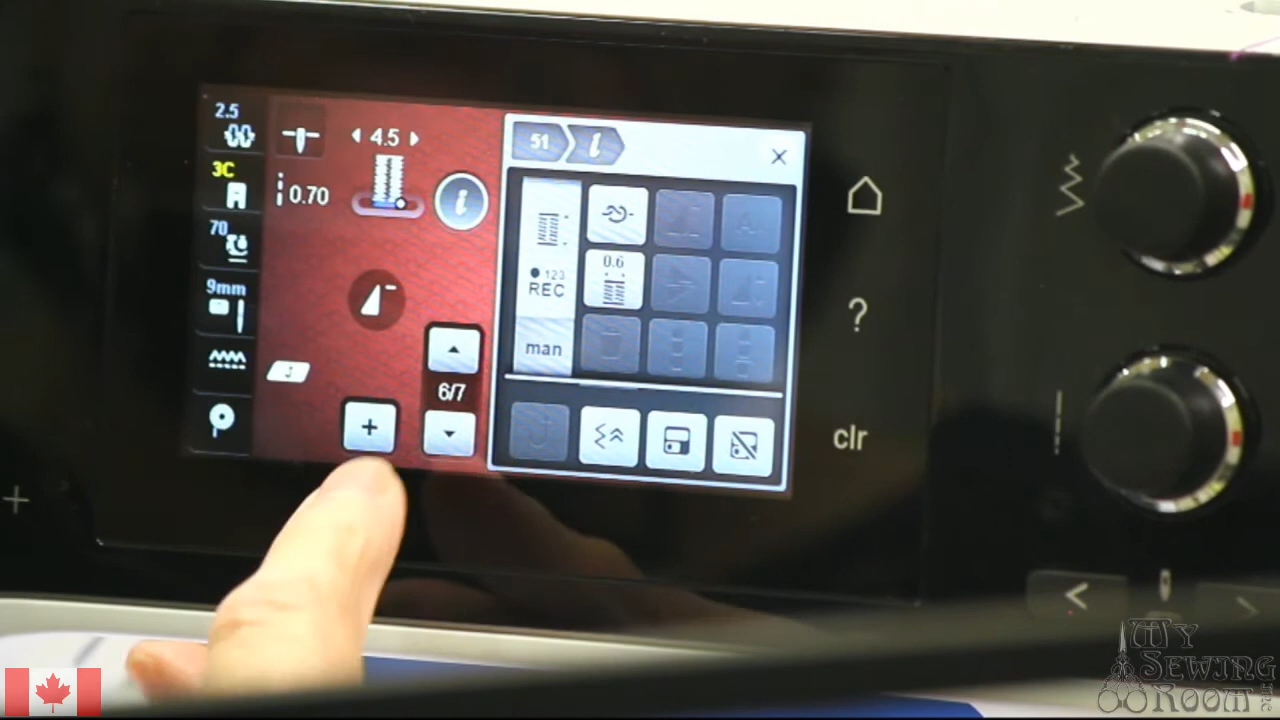 2.5
4.5
51
i
3C
0.70
i
70
0.6
123
REC
9mm
man
6/7
+
?
clr
My
Sewing
Room
Inc